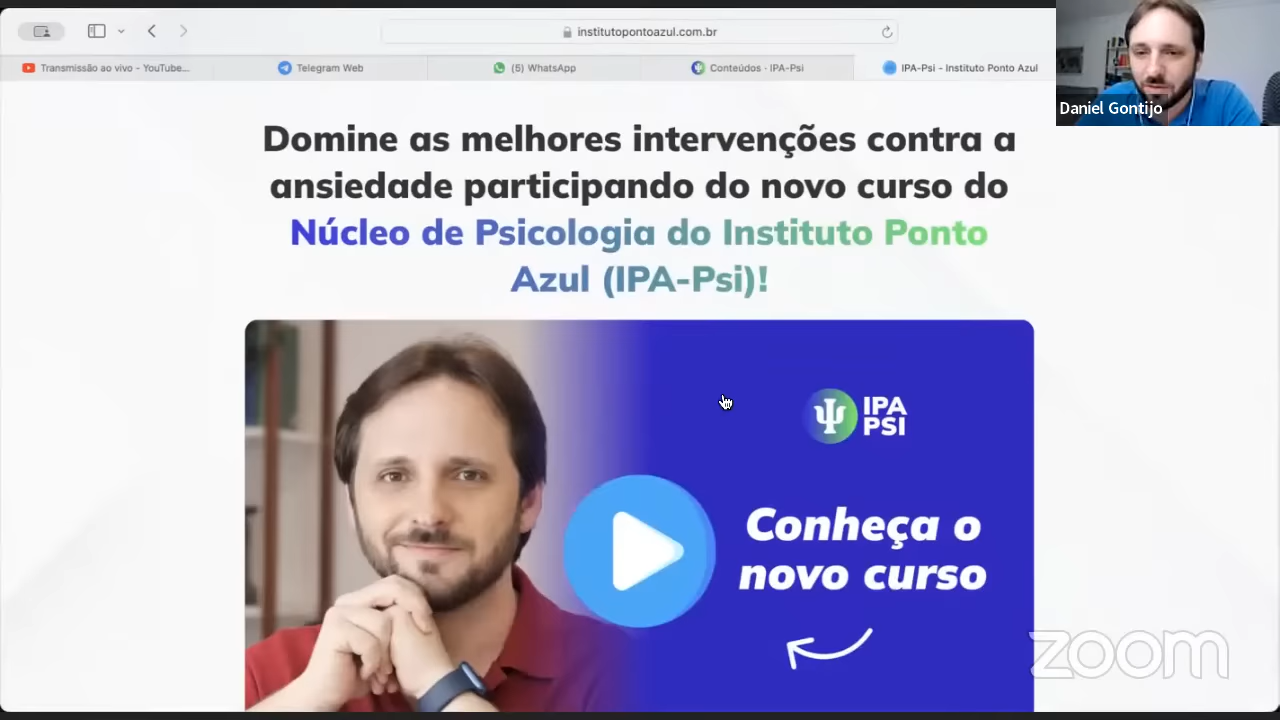 institutopontoazul.com.br
Transmissão ao vivo - YouTube...
Telegram Web
(5) WhatsApp
Conteúdos · IPA-Psi
IPA-Psi - Instituto Ponto Azul
Daniel Gontijo
Domine as melhores intervenções contra a
ansiedade participando do novo curso do
Núcleo de Psicologia do Instituto Ponto
Azul (IPA-Psi)!
IPA
PSI
Conheça o
novo curso
zoom